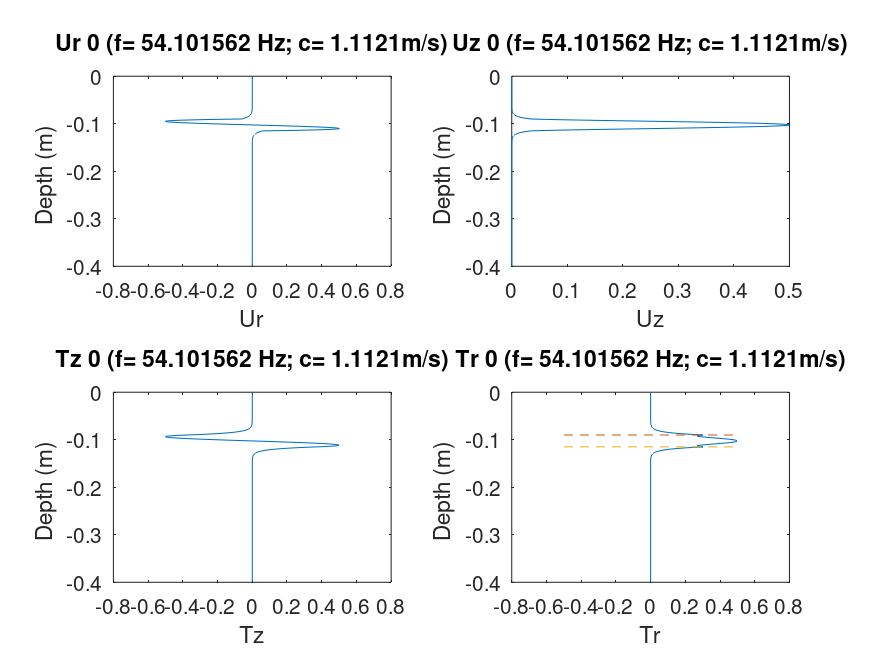 Ur 0 (f= 54.101562 Hz; c= 1.1121m/s)
0
-0.1
-0.2
-0.3
-0.4
Depth (m)
-0.8 -0.6 -0.4 -0.2 0 0.2 0.4 0.6 0.8
Ur
Uz 0 (f= 54.101562 Hz; c= 1.1121m/s)
0
-0.1
-0.2
-0.3
-0.4
Depth (m)
0 0.1 0.2 0.3 0.4 0.5
Uz
Tz 0 (f= 54.101562 Hz; c= 1.1121m/s)
0
-0.1
-0.2
-0.3
-0.4
Depth (m)
-0.8 -0.6 -0.4 -0.2 0 0.2 0.4 0.6 0.8
Tz
Tr 0 (f= 54.101562 Hz; c= 1.1121m/s)
0
-0.1
-0.2
-0.3
-0.4
Depth (m)
-0.8 -0.6 -0.4 -0.2 0 0.2 0.4 0.6 0.8
Tr